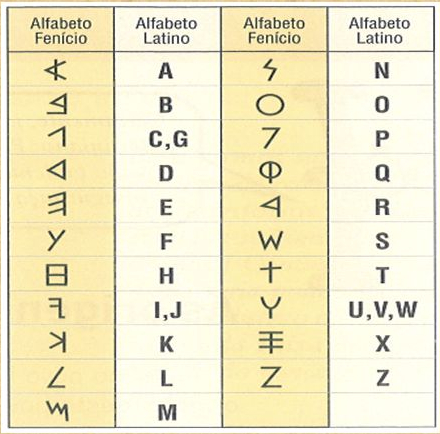 Alfabeto Fenício Alfabeto Latino Alfabeto Fenício Alfabeto Latino
𐤀 A 𐤍 N
𐤁 B 𐤏 O
𐤂 C,G 𐤐 P
𐤃 D 𐤒 Q
𐤄 E 𐤓 R
𐤅 F 𐤔 S
𐤇 H 𐤕 T
𐤉 I,J 𐤅 U,V,W
𐤊 K 𐤎 X
𐤋 L 𐤆 Z
𐤌 M